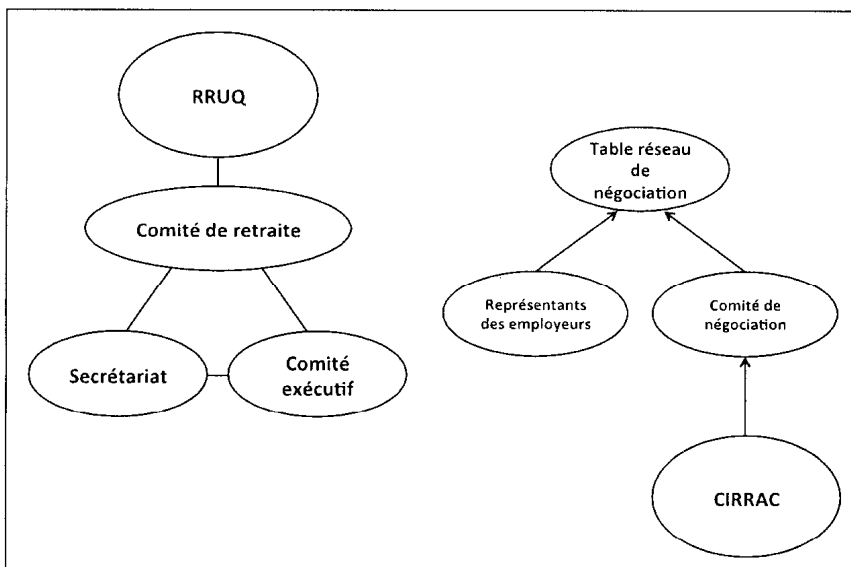 RRUQ
Comité de retraite
Secrétariat
Comité
exécutif
Table réseau
de
négociation
Représentants
des employeurs
Comité de
négociation
CIRRAC